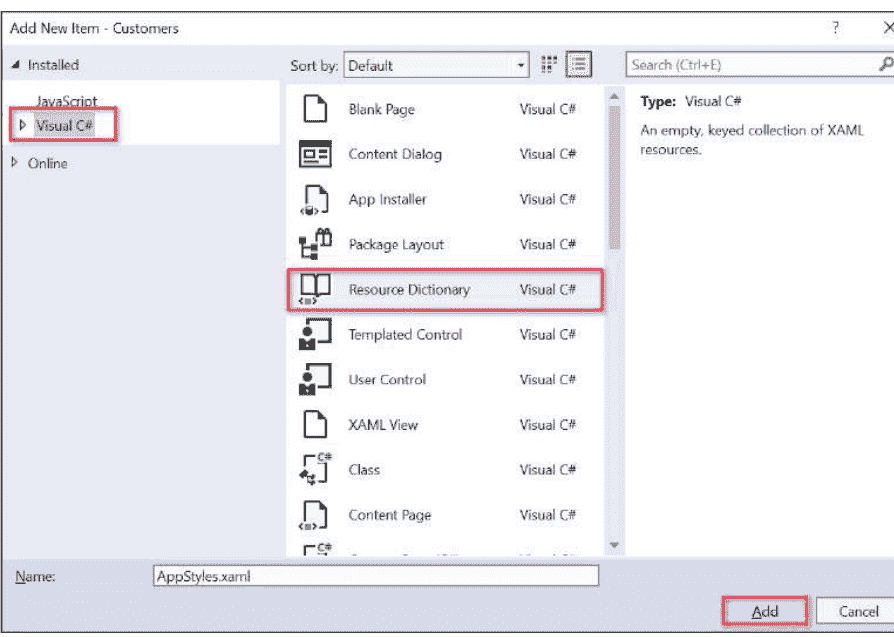 Add New Item - Customers
? ×
Installed
JavaScript
Visual C#
Online
Sort by: Default
Search (Ctrl+E)
Blank Page Visual C#
Content Dialog Visual C#
App Installer Visual C#
Package Layout Visual C#
Resource Dictionary Visual C#
Templated Control Visual C#
User Control Visual C#
XAML View Visual C#
C#
Class Visual C#
Content Page Visual C#
C#
Type: Visual C#
An empty, keyed collection of XAML
resources.
Name: AppStyles.xaml
Add Cancel